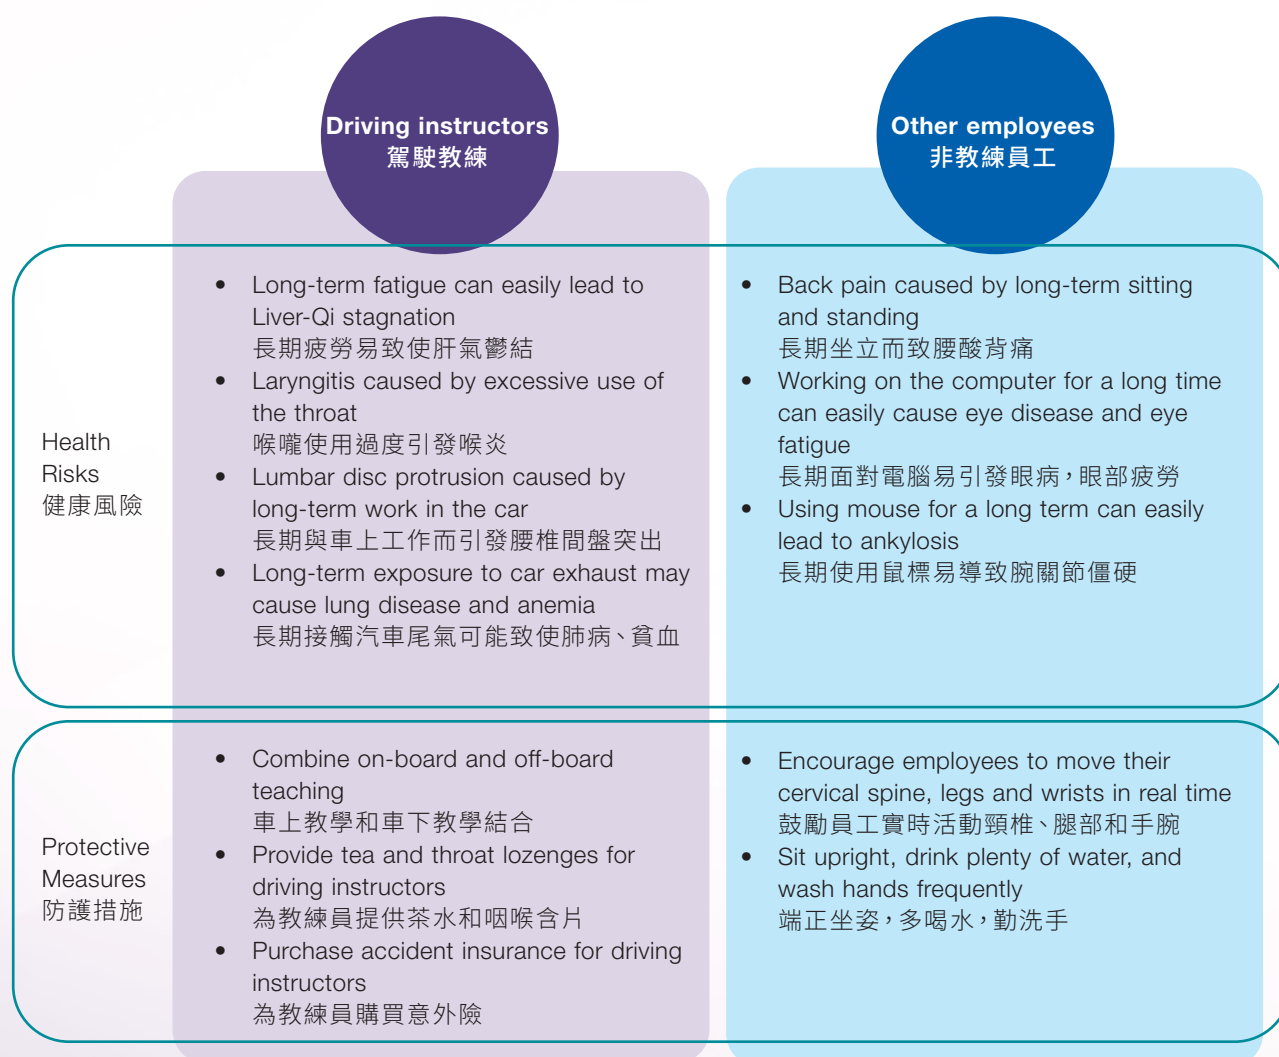 Driving instructors
駕駛教練
Other employees
非教練員工
Health
Risks
健康風險
• Long-term fatigue can easily lead to
Liver-Qi stagnation
長期疲勞易致使肝氣鬱結
• Laryngitis caused by excessive use of
the throat
喉嚨使用過度引發喉炎
• Lumbar disc protrusion caused by
long-term work in the car
長期與車上工作而引發腰椎間盤突出
• Long-term exposure to car exhaust may
cause lung disease and anemia
長期接觸汽車尾氣可能致使肺病、貧血
• Back pain caused by long-term sitting
and standing
長期坐立而致腰酸背痛
• Working on the computer for a long time
can easily cause eye disease and eye
fatigue
長期面對電腦易引發眼病，眼部疲勞
• Using mouse for a long term can easily
lead to ankylosis
長期使用鼠標易導致腕關節僵硬
Protective
Measures
防護措施
• Combine on-board and off-board
teaching
車上教學和車下教學結合
• Provide tea and throat lozenges for
driving instructors
為教練員提供茶水和咽喉含片
• Purchase accident insurance for driving
instructors
為教練員購買意外險
• Encourage employees to move their
cervical spine, legs and wrists in real time
鼓勵員工實時活動頸椎、腿部和手腕
• Sit upright, drink plenty of water, and
wash hands frequently
端正坐姿，多喝水，勤洗手